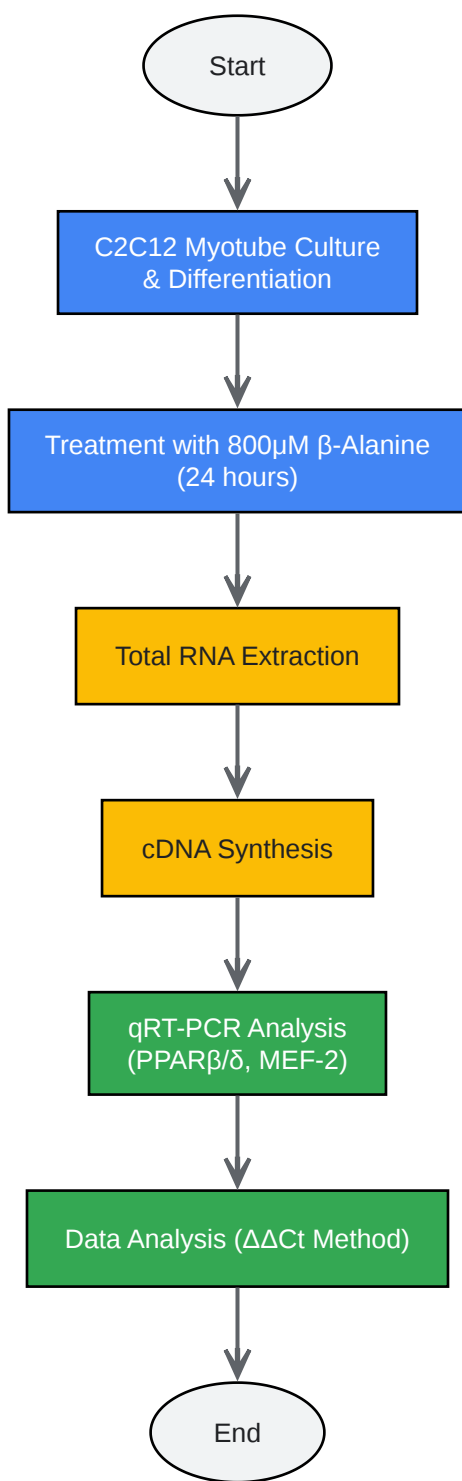 Start
C2C12 Myotube Culture
& Differentiation
Treatment with 800μM β-Alanine
(24 hours)
Total RNA Extraction
cDNA Synthesis
qRT-PCR Analysis
(PPARβ/δ, MEF-2)
Data Analysis (ΔΔCt Method)
End